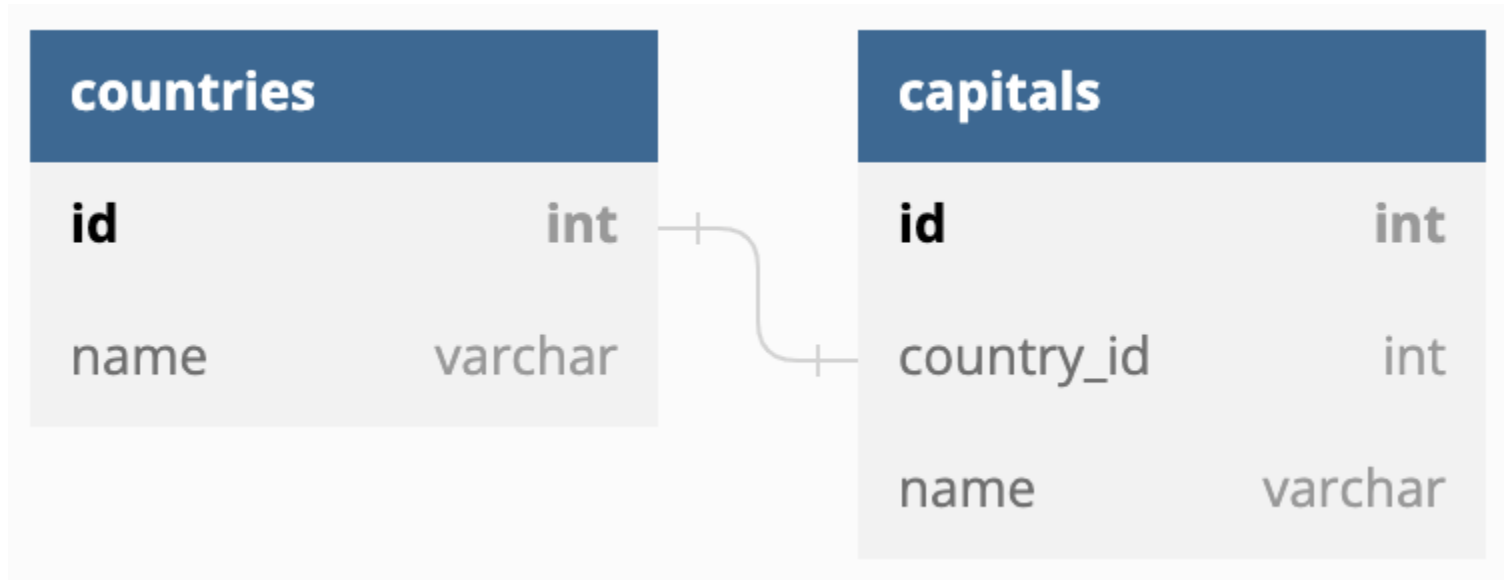 countries
id int
name varchar
capitals
id int
country_id int
name varchar